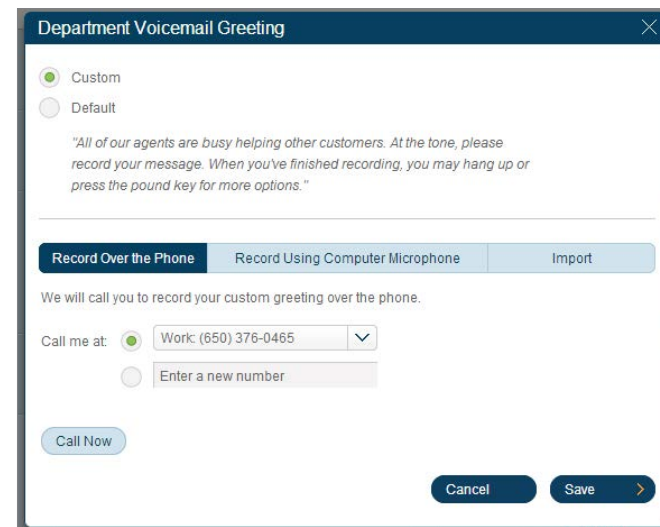 Department Voicemail Greeting
Custom
Default
"All of our agents are busy helping other customers. At the tone, please
record your message. When you've finished recording, you may hang up or
press the pound key for more options."
Record Over the Phone
Record Using Computer Microphone
Import
We will call you to record your custom greeting over the phone.
Call me at: Work: (650) 376-0465
Enter a new number
Call Now
Cancel
Save